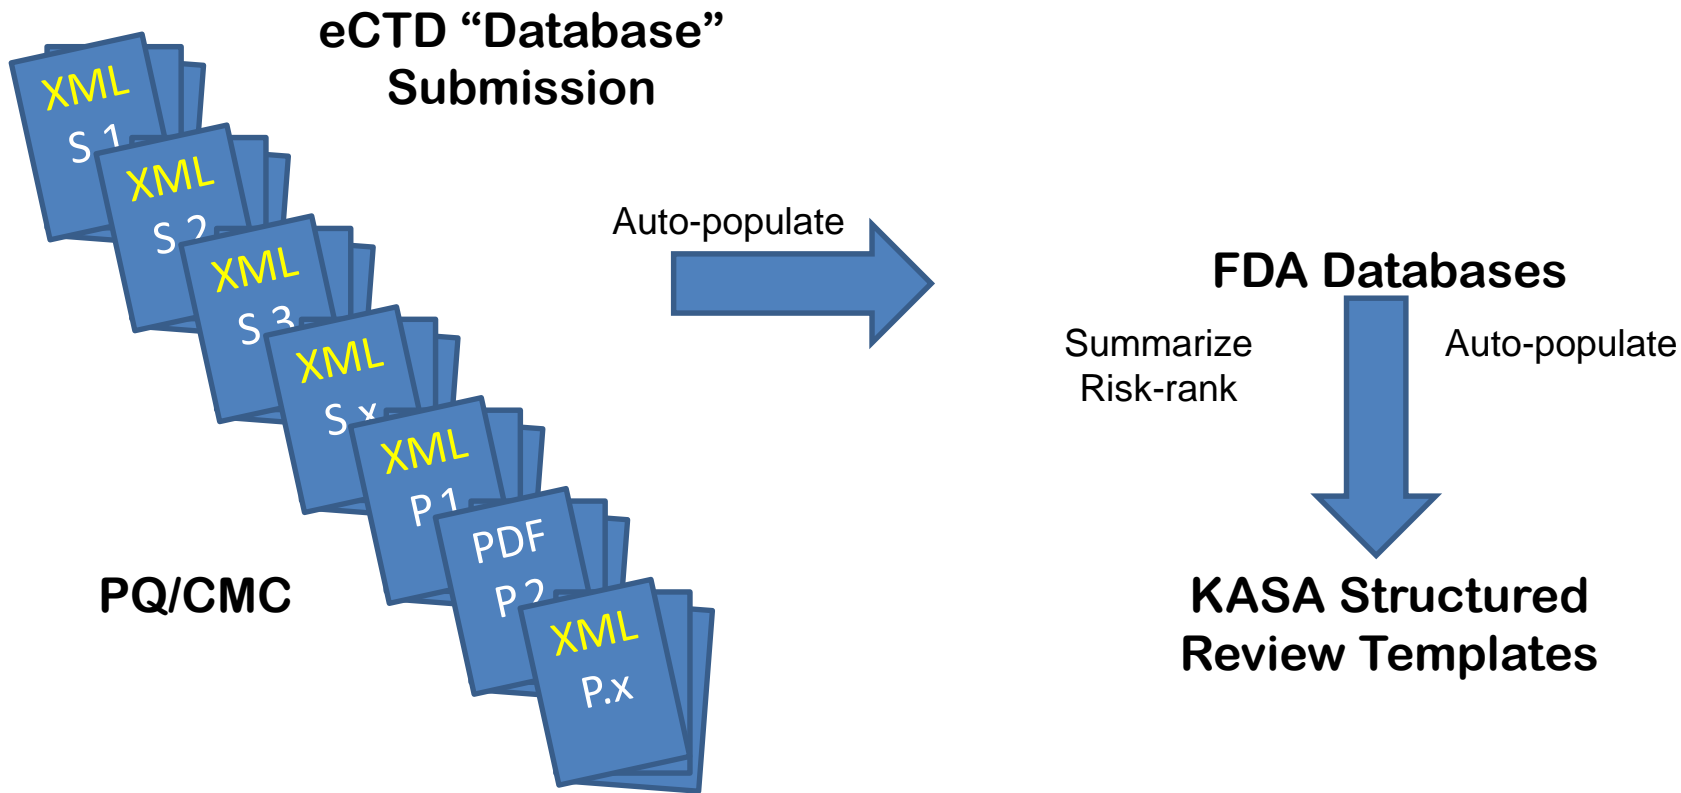 eCTD “Database”
Submission
XML
S.1
XML
S.2
XML
S.3
XML
S.x
XML
P.1
PDF
P.2
XML
P.x
PQ/CMC
Auto-populate
FDA Databases
Summarize
Risk-rank
Auto-populate
KASA Structured
Review Templates